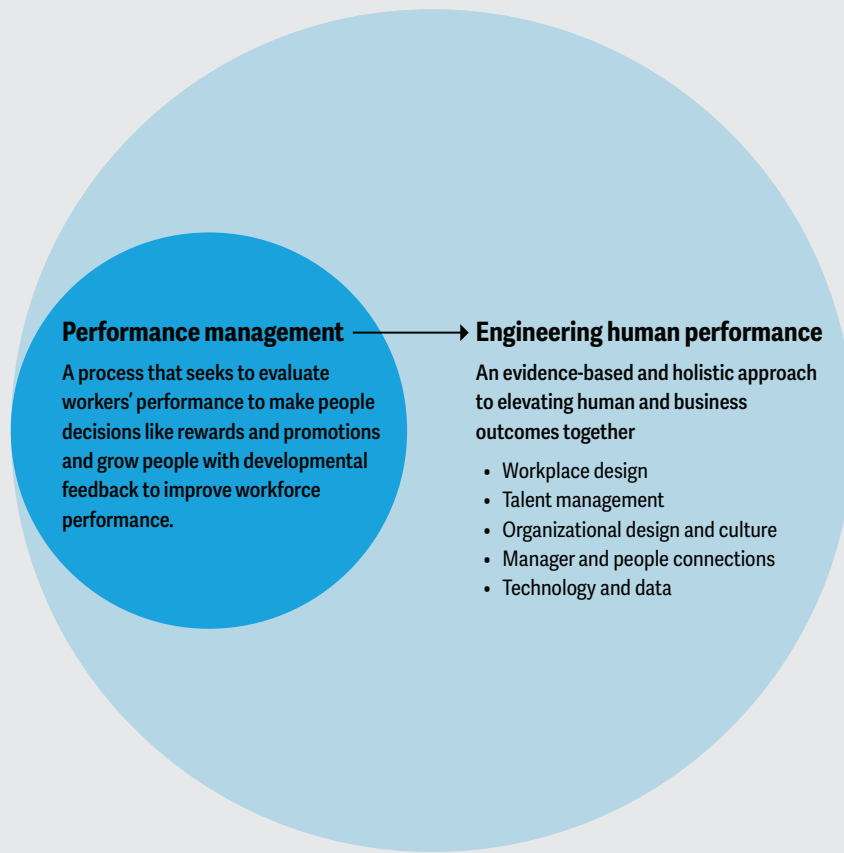 Performance management
A process that seeks to evaluate
workers' performance to make people
decisions like rewards and promotions
and grow people with developmental
feedback to improve workforce
performance.
Engineering human performance
An evidence-based and holistic approach
to elevating human and business
outcomes together
• Workplace design
• Talent management
• Organizational design and culture
• Manager and people connections
• Technology and data